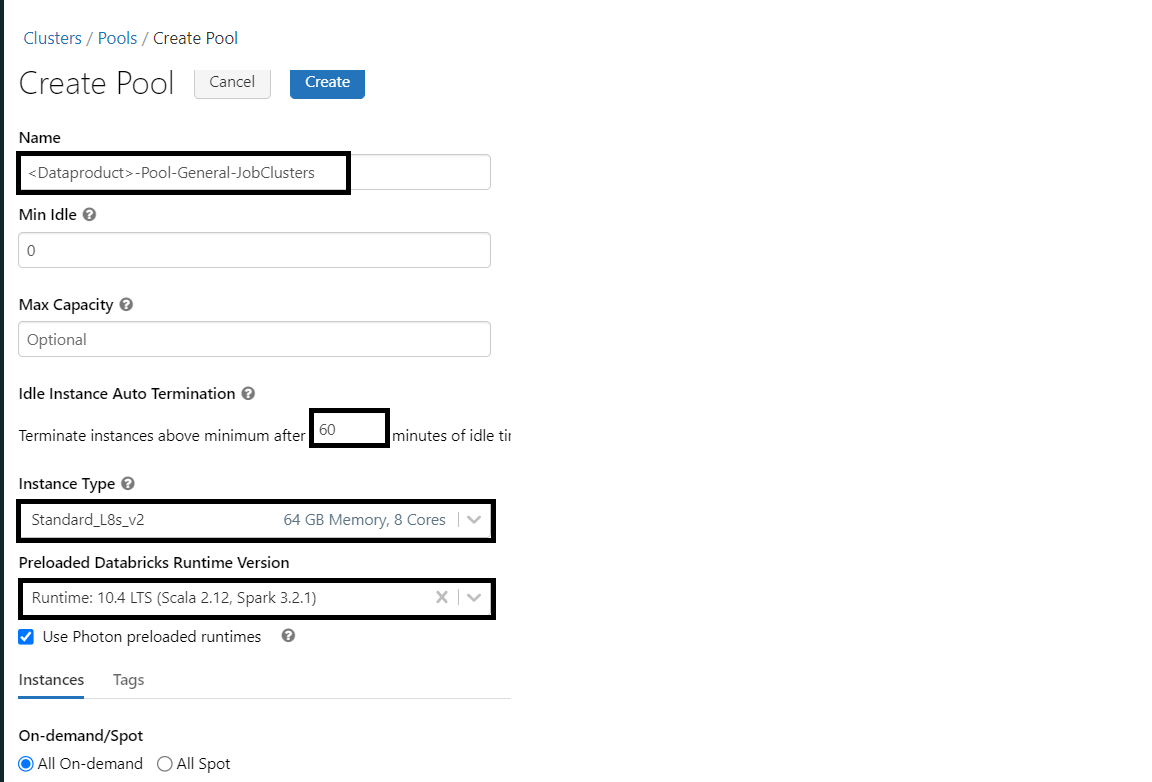 Clusters / Pools / Create Pool
Create Pool Cancel Create
Name
<Dataproduct>-Pool-General-JobClusters
Min Idle ?
0
Max Capacity ?
Optional
Idle Instance Auto Termination ?
Terminate instances above minimum after 60 minutes of idle
Instance Type ?
Standard_L8s_v2 64 GB Memory, 8 Cores
Preloaded Databricks Runtime Version
Runtime: 10.4 LTS (Scala 2.12, Spark 3.2.1)
Use Photon preloaded runtimes ?
Instances Tags
On-demand/Spot
All On-demand All Spot